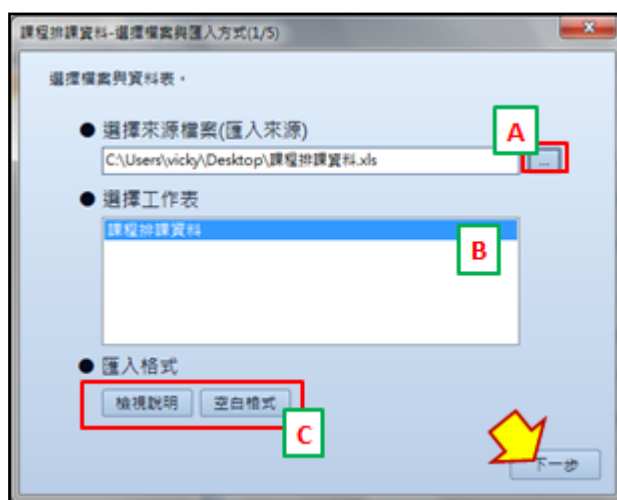 課程排課資料-選擇檔案與匯入方式(1/5)
選擇檔案與資料表。
● 選擇來源檔案(匯入來源)
A
C:\Users\vicky\Desktop\課程排課資料.xls
...
● 選擇工作表
課程排課資料
B
● 匯入格式
檢視說明 空白格式
C
下一步